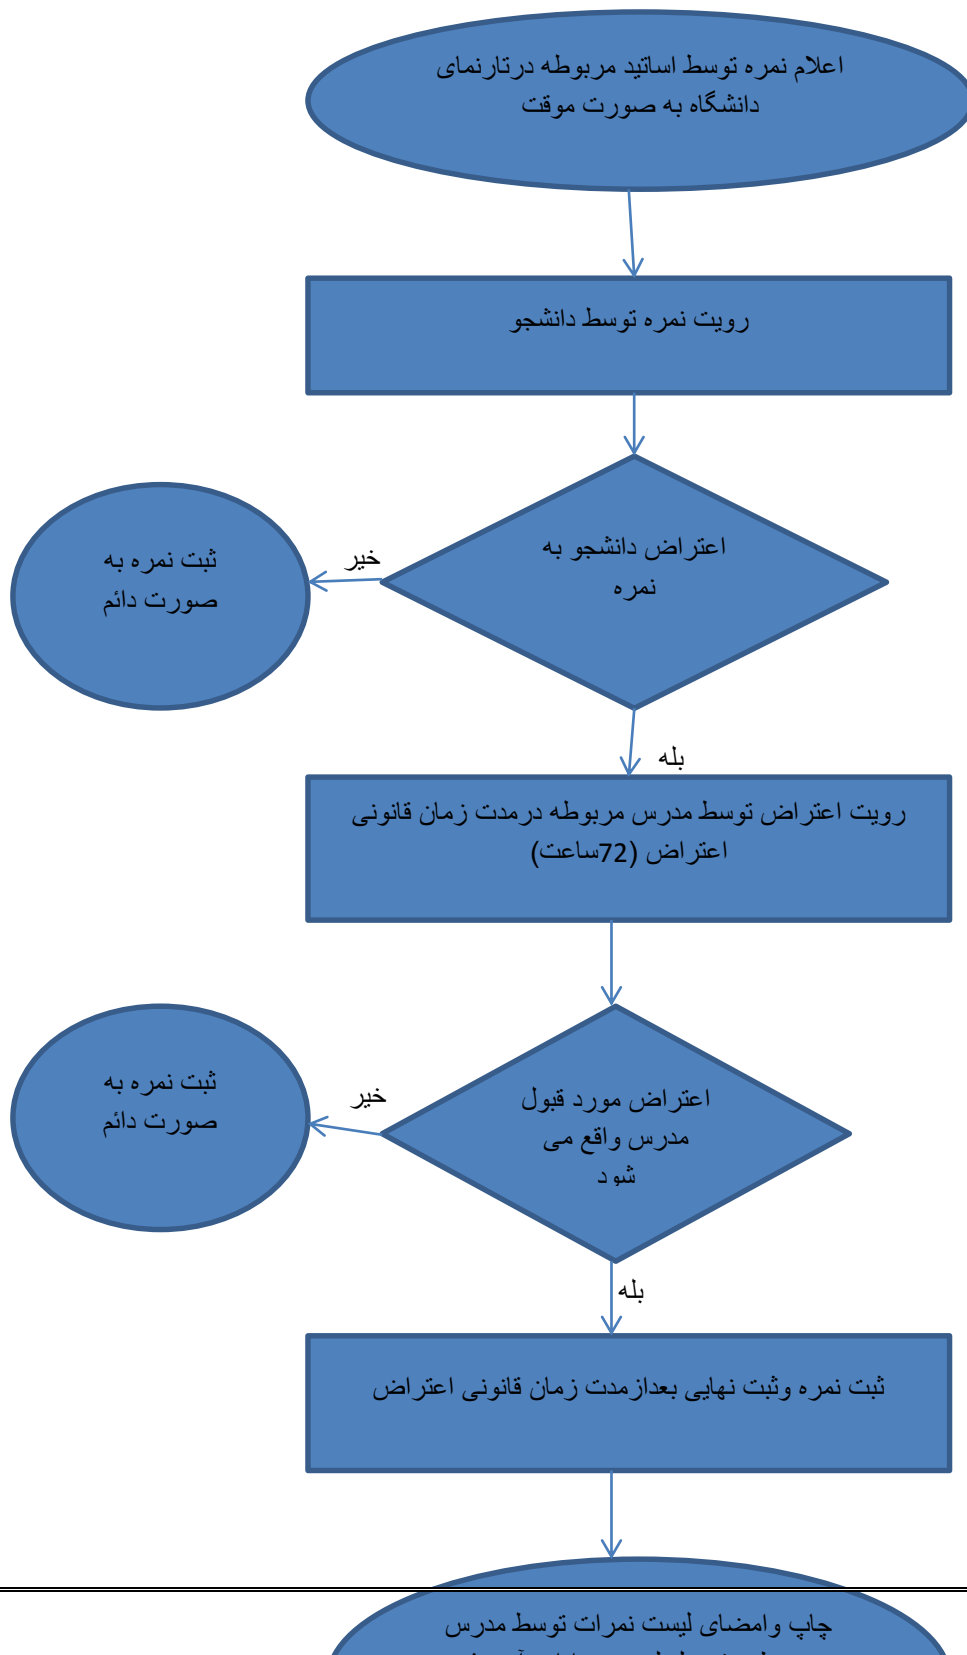 اعلام نمره توسط اساتید مربوطه درتارنمای
دانشگاه به صورت موقت
رویت نمره توسط دانشجو
اعتراض دانشجو به
نمره
خیر
ثبت نمره به
صورت دائم
بله
رویت اعتراض توسط مدرس مربوطه درمدت زمان قانونی
اعتراض (72ساعت)
اعتراض مورد قبول
مدرس واقع می
شود
خیر
ثبت نمره به
صورت دائم
بله
ثبت نمره وثبت نهایی بعدازمدت زمان قانونی اعتراض
چاپ وامضای لیست نمرات توسط مدرس